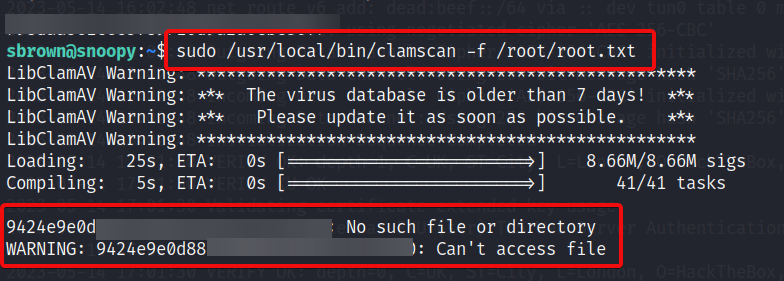 sbrown@snoopy:~$ sudo /usr/local/bin/clamscan -f /root/root.txt
LibClamAV Warning: **************************************************
LibClamAV Warning: ***  The virus database is older than 7 days!  ***
LibClamAV Warning: ***   Please update it as soon as possible.    ***
LibClamAV Warning: **************************************************
Loading:    25s, ETA:   0s [========================>]    8.66M/8.66M sigs
Compiling:   5s, ETA:   0s [========================>]       41/41 tasks
9424e9e0d : No such file or directory
WARNING: 9424e9e0d88 ): Can't access file